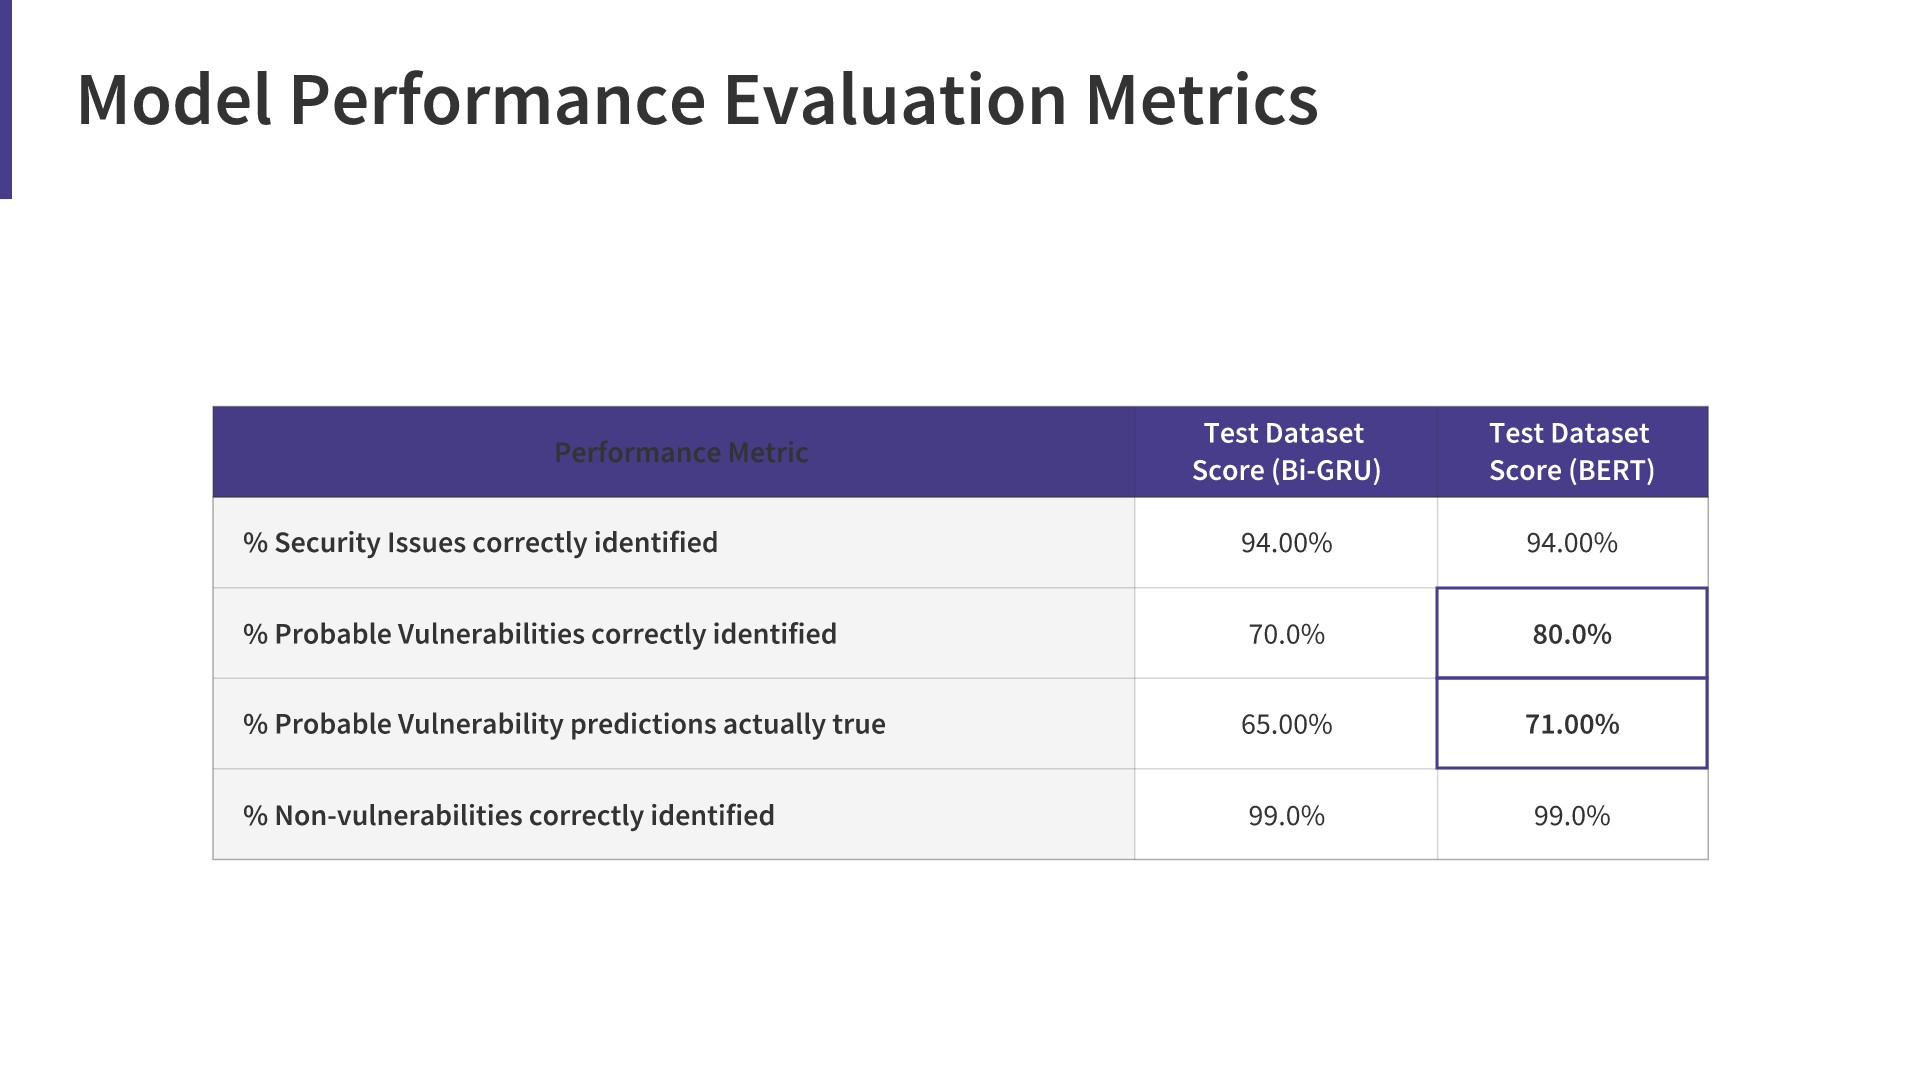 Model Performance Evaluation Metrics
Performance Metric
Test Dataset
Score (Bi-GRU)
Test Dataset
Score (BERT)
% Security Issues correctly identified
94.00%
94.00%
% Probable Vulnerabilities correctly identified
70.0%
80.0%
% Probable Vulnerability predictions actually true
65.00%
71.00%
% Non-vulnerabilities correctly identified
99.0%
99.0%